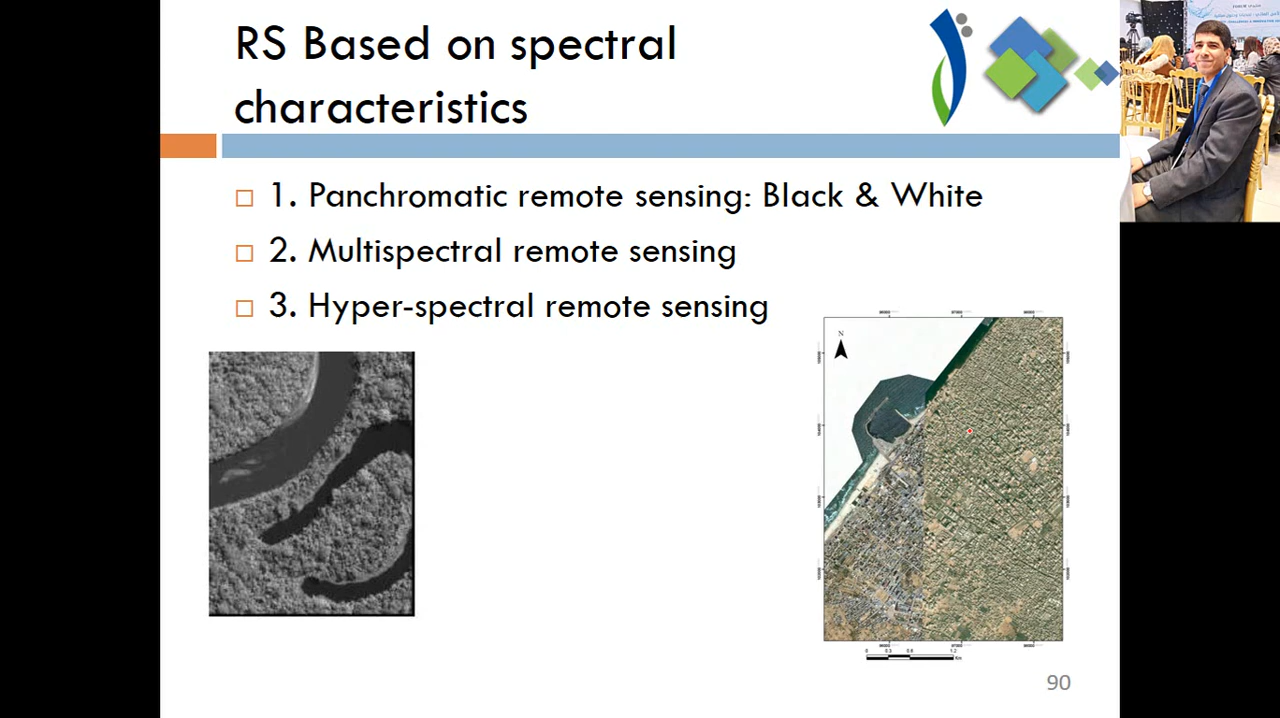 RS Based on spectral
characteristics
1. Panchromatic remote sensing: Black & White
2. Multispectral remote sensing
3. Hyper-spectral remote sensing
N
Km
90